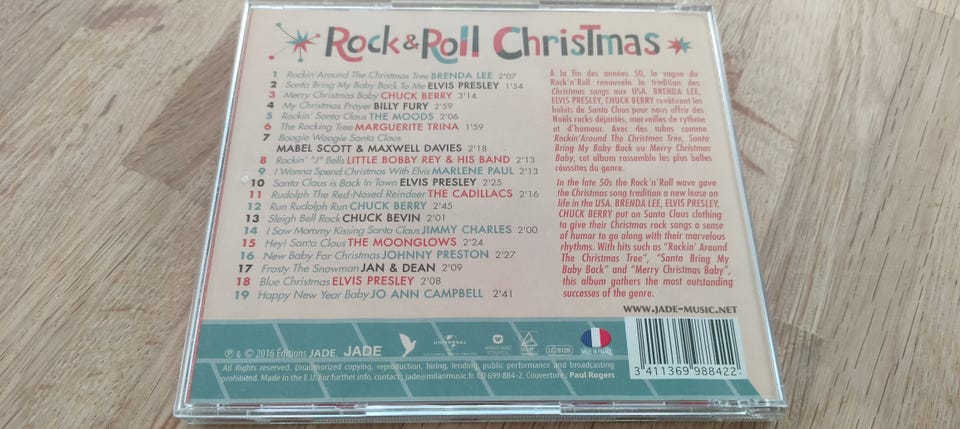 Rock & Roll Christmas
1 Rockin' Around The Christmas Tree BRENDA LEE 2'07
2 Santa Bring My Baby Back To Me ELVIS PRESLEY 1'54
3 Merry Christmas Baby CHUCK BERRY 3'14
4 My Christmas Prayer BILLY FURY 2'59
5 Rockin' Santa Claus THE MOODS 2'06
6 The Rocking Tree MARGUERITE TRINA 1'59
7 Boogie Woogie Santa Claus
MABEL SCOTT & MAXWELL DAVIES 2'18
8 Rockin' "J" Bells LITTLE BOBBY REY & HIS BAND 2'13
9 I Wonna Spend Christmas With Elvis MARLENE PAUL 2'13
10 Santa Claus is Back In Town ELVIS PRESLEY 2'25
11 Rudolph The Red-Nosed Reindeer THE CADILLACS 2'16
12 Run Rudolph Run CHUCK BERRY 2'45
13 Sleigh Bell Rock CHUCK BEVIN 2'01
14 I Saw Mommy Kissing Santa Claus JIMMY CHARLES 2'00
15 Hey! Santa Claus THE MOONGLOWS 2'24
16 New Baby For Christmas JOHNNY PRESTON 2'27
17 Frosty The Snowman JAN & DEAN 2'09
18 Blue Christmas ELVIS PRESLEY 2'08
19 Happy New Year Baby JO ANN CAMPBELL 2'41
À la fin des années 50, la vague du
Rock'n'Roll renouvela la tradition des
Christmas songs aux USA. BRENDA LEE,
ELVIS PRESLEY, CHUCK BERRY revêtirent les
habits de Santa Claus pour nous offrir des
Noëls rocks déjantés, merveilles de rythme
et d'humour. Avec des tubes comme
Rockin'Around The Christmas Tree, Santa
Bring My Baby Back ou Merry Christmas
Baby, cet album rassemble les plus belles
réussites du genre.
In the late 50s the Rock'n'Roll wave gave
the Christmas song tradition a new lease on
life in the USA. BRENDA LEE, ELVIS PRESLEY,
CHUCK BERRY put on Santa Claus clothing
to give their Christmas rock songs a sense
of humor to go along with their marvelous
rhythms. With hits such as "Rockin' Around
The Christmas Tree", "Santa Bring My
My Baby Back" and "Merry Christmas Baby",
this album gathers the most outstanding
successes of the genre.
WWW.JADE-MUSIC.NET
℗ & © 2016 Editions JADE JADE
UNIVERSAL
LC 8126
MADE IN FRANCE
All Rights reserved. Unauthorized copying, reproduction, hiring, lending, public performance and broadcasting
prohibited. Made in the E.U. For further info, contact : jade@milanmusic.fr. CD 699 884-2. Couverture : Paul Rogers
3 411369 988422